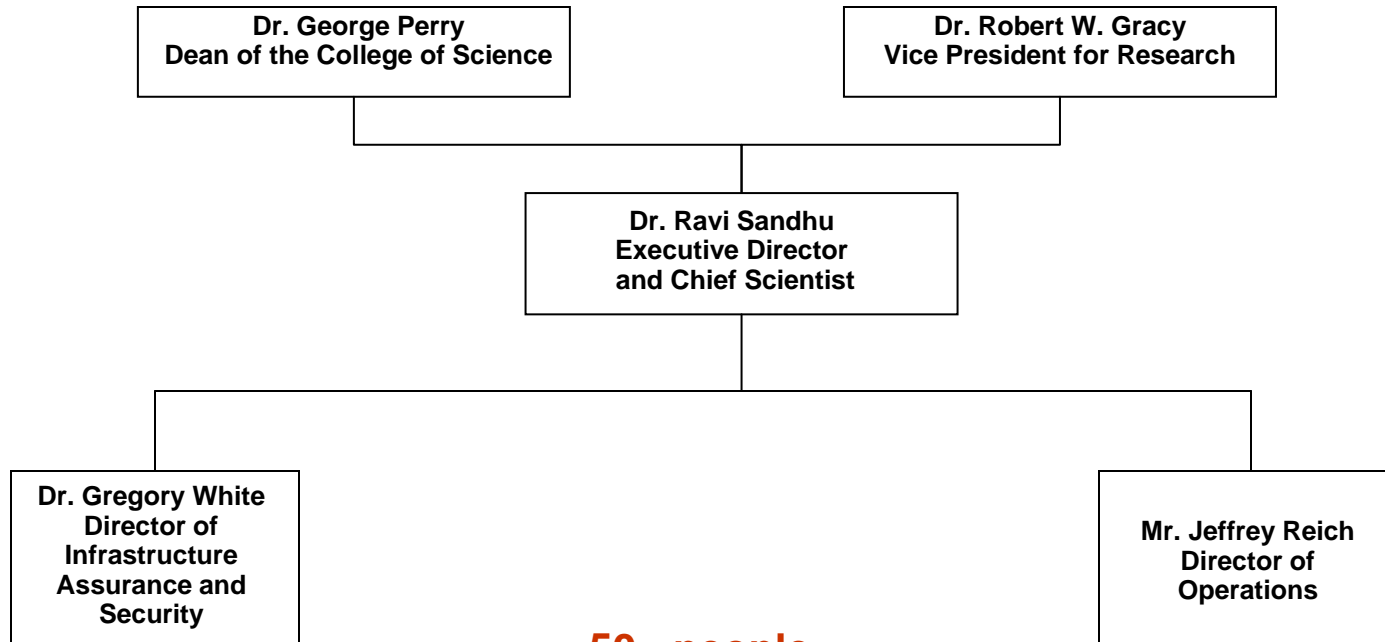 Dr. George Perry
Dean of the College of Science
Dr. Robert W. Gracy
Vice President for Research
Dr. Ravi Sandhu
Executive Director
and Chief Scientist
Dr. Gregory White
Director of
Infrastructure
Assurance and
Security
Mr. Jeffrey Reich
Director of
Operations
people